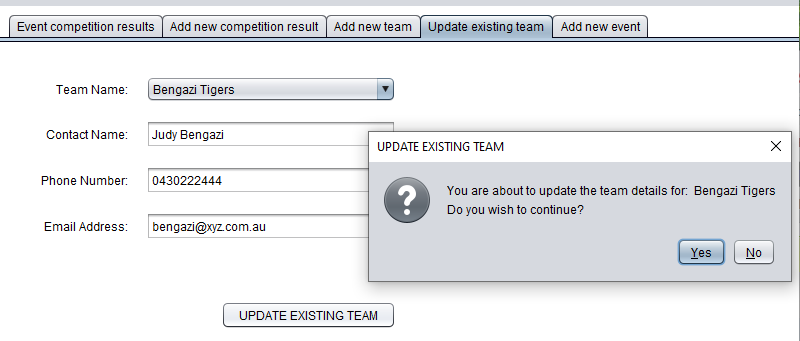 Event competition results Add new competition result Add new team Update existing team Add new event
Team Name: Bengazi Tigers
Contact Name: Judy Bengazi
UPDATE EXISTING TEAM
Phone Number: 0430222444
You are about to update the team details for: Bengazi Tigers
Do you wish to continue?
Email Address: bengazi@xyz.com.au
Yes No
UPDATE EXISTING TEAM